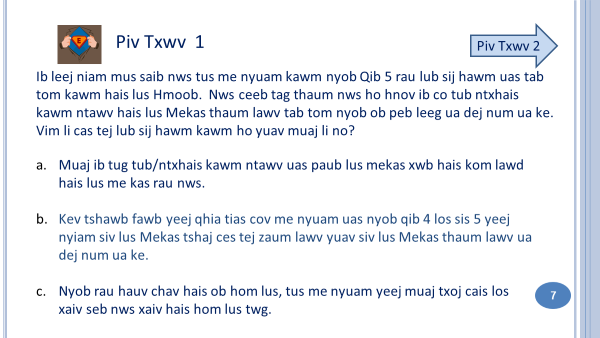 Piv Txwv 1
Piv Txwv 2
Ib leej niam mus saib nws tus me nyuam kawm nyob Qib 5 rau lub sij hawm uas tab
tom kawm hais lus Hmoob. Nws ceeb tag thaum nws ho hnov ib co tub ntxhais
kawm ntawv hais lus Mekas thaum lawv tab tom nyob ob peb leeg ua dej num ua ke.
Vim li cas tej lub sij hawm kawm ho yuav muaj li no?
a. Muaj ib tug tub/ntxhais kawm ntawv uas paub lus mekas xwb hais kom lawd
hais lus me kas rau nws.
b. Kev tshawb fawb yeej qhia tias cov me nyuam uas nyob qib 4 los sis 5 yeej
nyiam siv lus Mekas tshaj ces tej zaum lawv yuav siv lus Mekas thaum lawv ua
dej num ua ke.
c. Nyob rau hauv chav hais ob hom lus, tus me nyuam yeej muaj txoj cais los
xaiv seb nws xaiv hais hom lus twg.
7
E